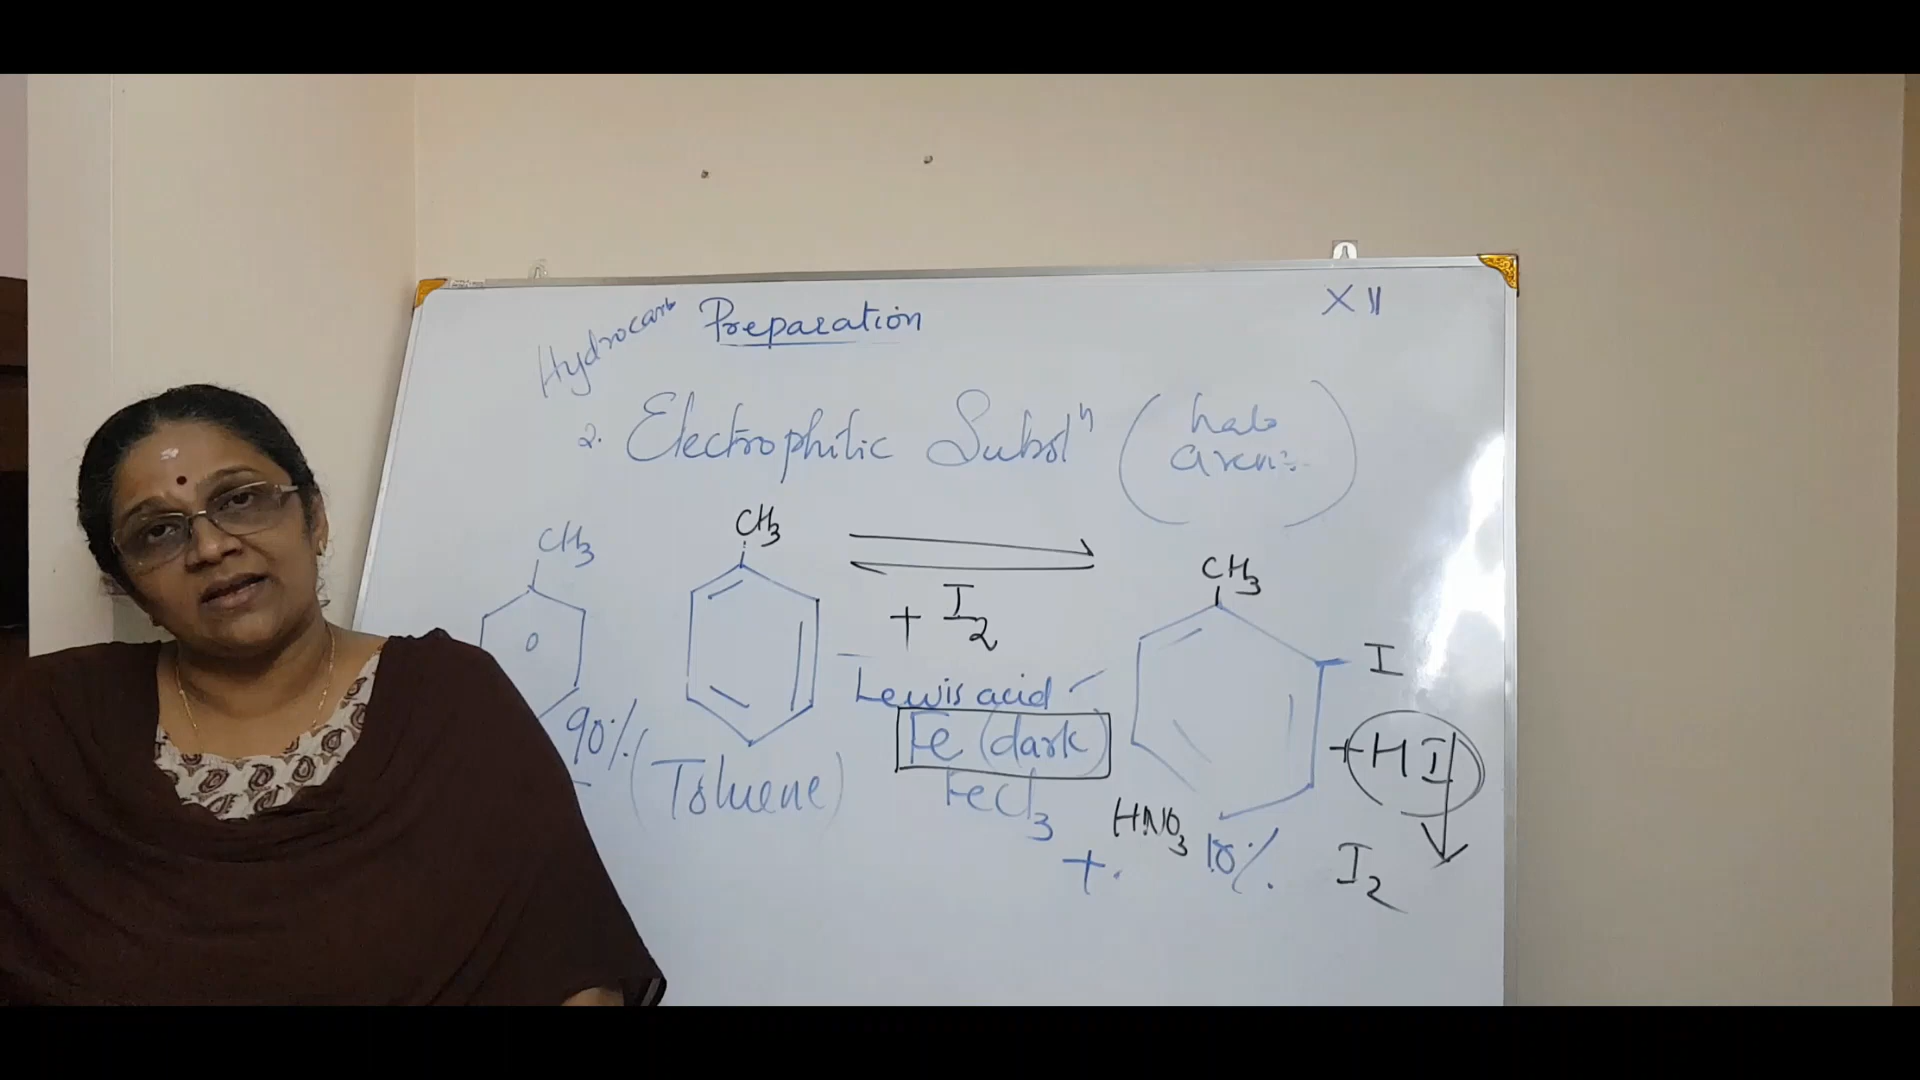 XII
Hydrocarb Preparation
2. Electrophilic Subst^n (halo
arenes)
CH3 CH3 CH3
+ I2
I
Lewis acid
90% (Toluene) Fe (dark) + HI
FeCl3 HNO3 10% I2
+